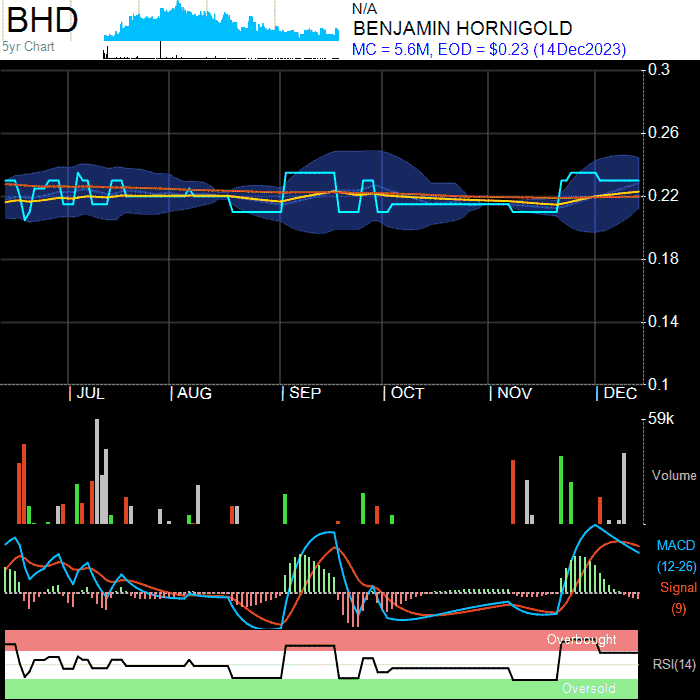 BHD
5yr Chart
N/A
BENJAMIN HORNIGOLD
MC = 5.6M, EOD = $0.23 (14Dec2023)
0.3
0.26
0.22
0.18
0.14
0.1
JUL AUG SEP OCT NOV DEC
59k
Volume
MACD
(12-26)
Signal
(9)
Overbought
RSI(14)
Oversold